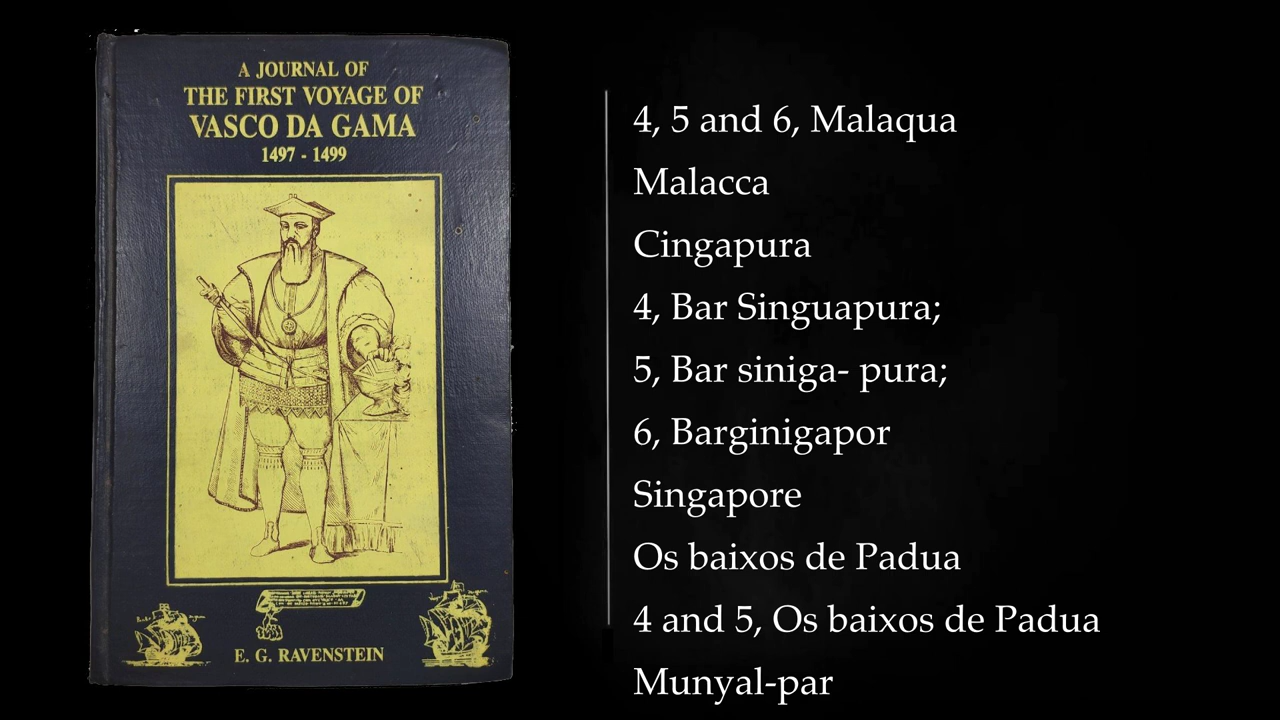 A JOURNAL OF
THE FIRST VOYAGE OF
VASCO DA GAMA
1497 - 1499
E. G. RAVENSTEIN
4, 5 and 6, Malaqua
Malacca
Cingapura
4, Bar Singuapura;
5, Bar siniga- pura;
6, Barginigapor
Singapore
Os baixos de Padua
4 and 5, Os baixos de Padua
Munyal-par